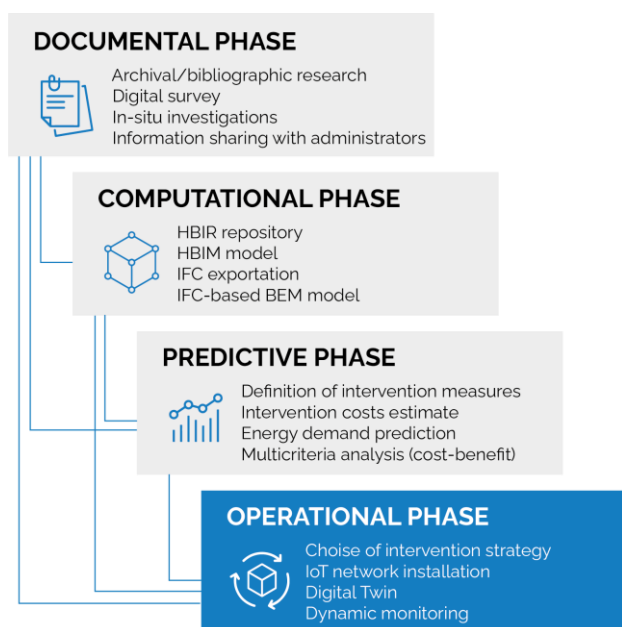 DOCUMENTAL PHASE
Archival/bibliographic research
Digital survey
In-situ investigations
Information sharing with administrators
COMPUTATIONAL PHASE
HBIR repository
HBIM model
IFC exportation
IFC-based BEM model
PREDICTIVE PHASE
Definition of intervention measures
Intervention costs estimate
Energy demand prediction
Multicriteria analysis (cost-benefit)
OPERATIONAL PHASE
Choise of intervention strategy
IoT network installation
Digital Twin
Dynamic monitoring